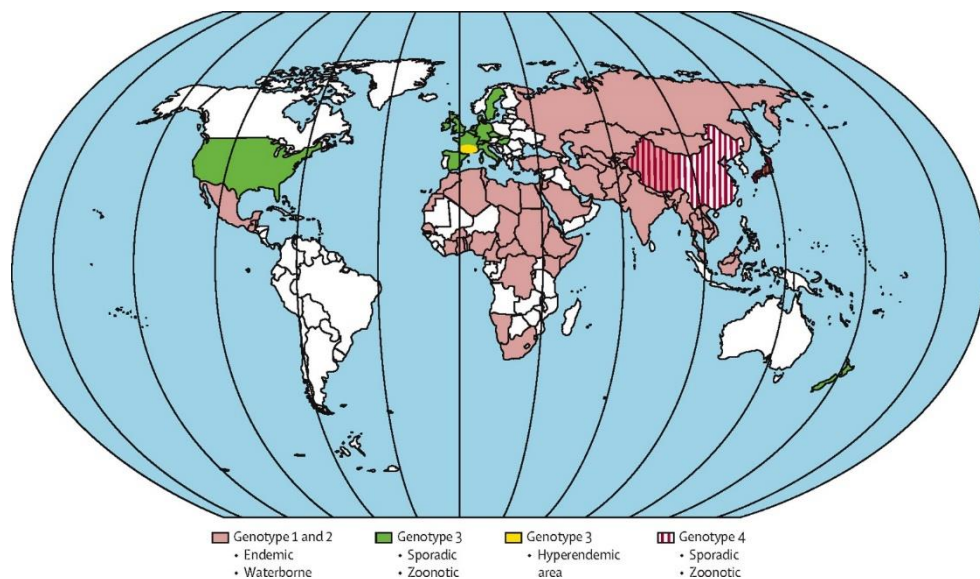 Genotype 1 and 2
• Endemic
• Waterborne
Genotype 3
• Sporadic
• Zoonotic
Genotype 3
• Hyperendemic
area
Genotype 4
• Sporadic
• Zoonotic